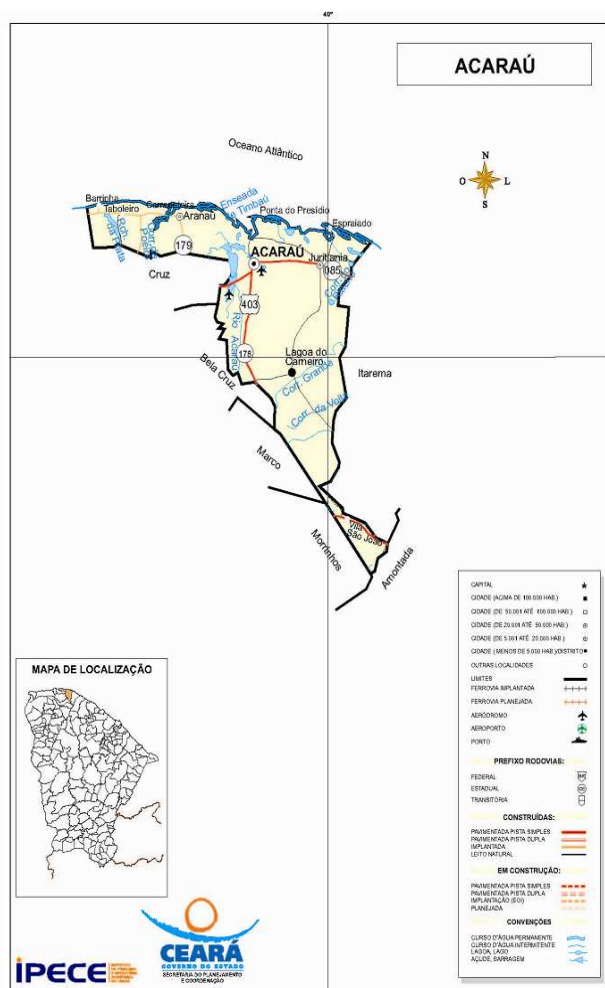 40°
ACARAÚ
Oceano Atlântico
N
O
L
S
Barrinha
Enseada
Timbaú
Taboleiro
Aranaú
Ponta do Presídio
Espraiado
179
ACARAÚ
Juritianha
085
Cruz
403
Rio Acaraú
178
Lagoa do
Carneiro
Itarema
Bela Cruz
Corr. Grande
Corr. da Volta
Marco
Vila
São João
Morrinhos
Amontada
CAPITAL
CIDADE (ACIMA DE 100 000 HAB.)
CIDADE (DE 50.001 ATÉ 100 000 HAB.)
CIDADE (DE 20.001 ATÉ 50.000 HAB.)
CIDADE (DE 5.001 ATÉ 20.000 HAB.)
CIDADE (MENOS DE 5.000 HAB.)/DISTRITO
OUTRAS LOCALIDADES
LIMITES
FERROVIA IMPLANTADA
FERROVIA PLANEJADA
AERÓDROMO
AEROPORTO
PORTO
PREFIXO RODOVIAS:
FEDERAL
ESTADUAL
TRANSITÓRIA
CONSTRUÍDAS:
PAVIMENTADA PISTA SIMPLES
PAVIMENTADA PISTA DUPLA
IMPLANTADA
LEITO NATURAL
EM CONSTRUÇÃO:
PAVIMENTADA PISTA SIMPLES
PAVIMENTADA PISTA DUPLA
IMPLANTAÇÃO (EOI)
PLANEJADA
CONVENÇÕES
CURSO D'ÁGUA PERMANENTE
CURSO D'ÁGUA INTERMITENTE
LAGOA, LAGO
AÇUDE, BARRAGEM
MAPA DE LOCALIZAÇÃO
IPECE
CEARÁ
GOVERNO DO ESTADO
SECRETARIA DO PLANEJAMENTO
E COORDENAÇÃO